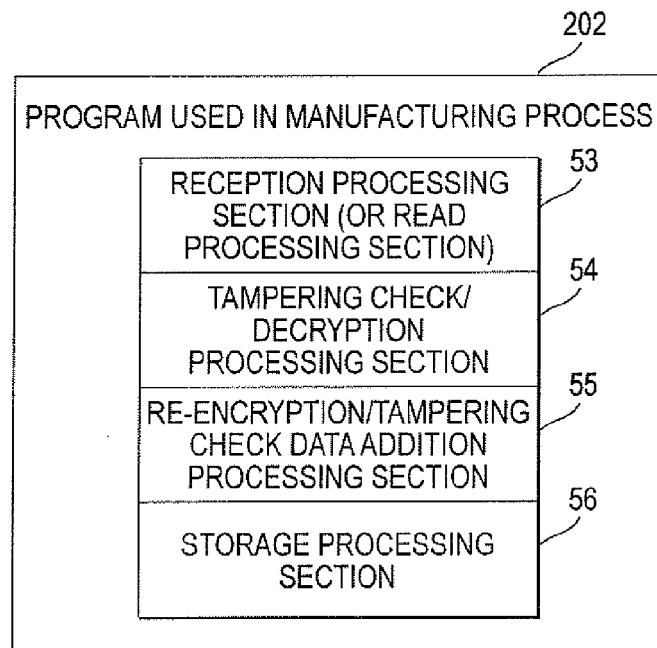 202
PROGRAM USED IN MANUFACTURING PROCESS
53
RECEPTION PROCESSING
SECTION (OR READ
PROCESSING SECTION)
54
TAMPERING CHECK/
DECRYPTION
PROCESSING SECTION
55
RE-ENCRYPTION/TAMPERING
CHECK DATA ADDITION
PROCESSING SECTION
56
STORAGE PROCESSING
SECTION